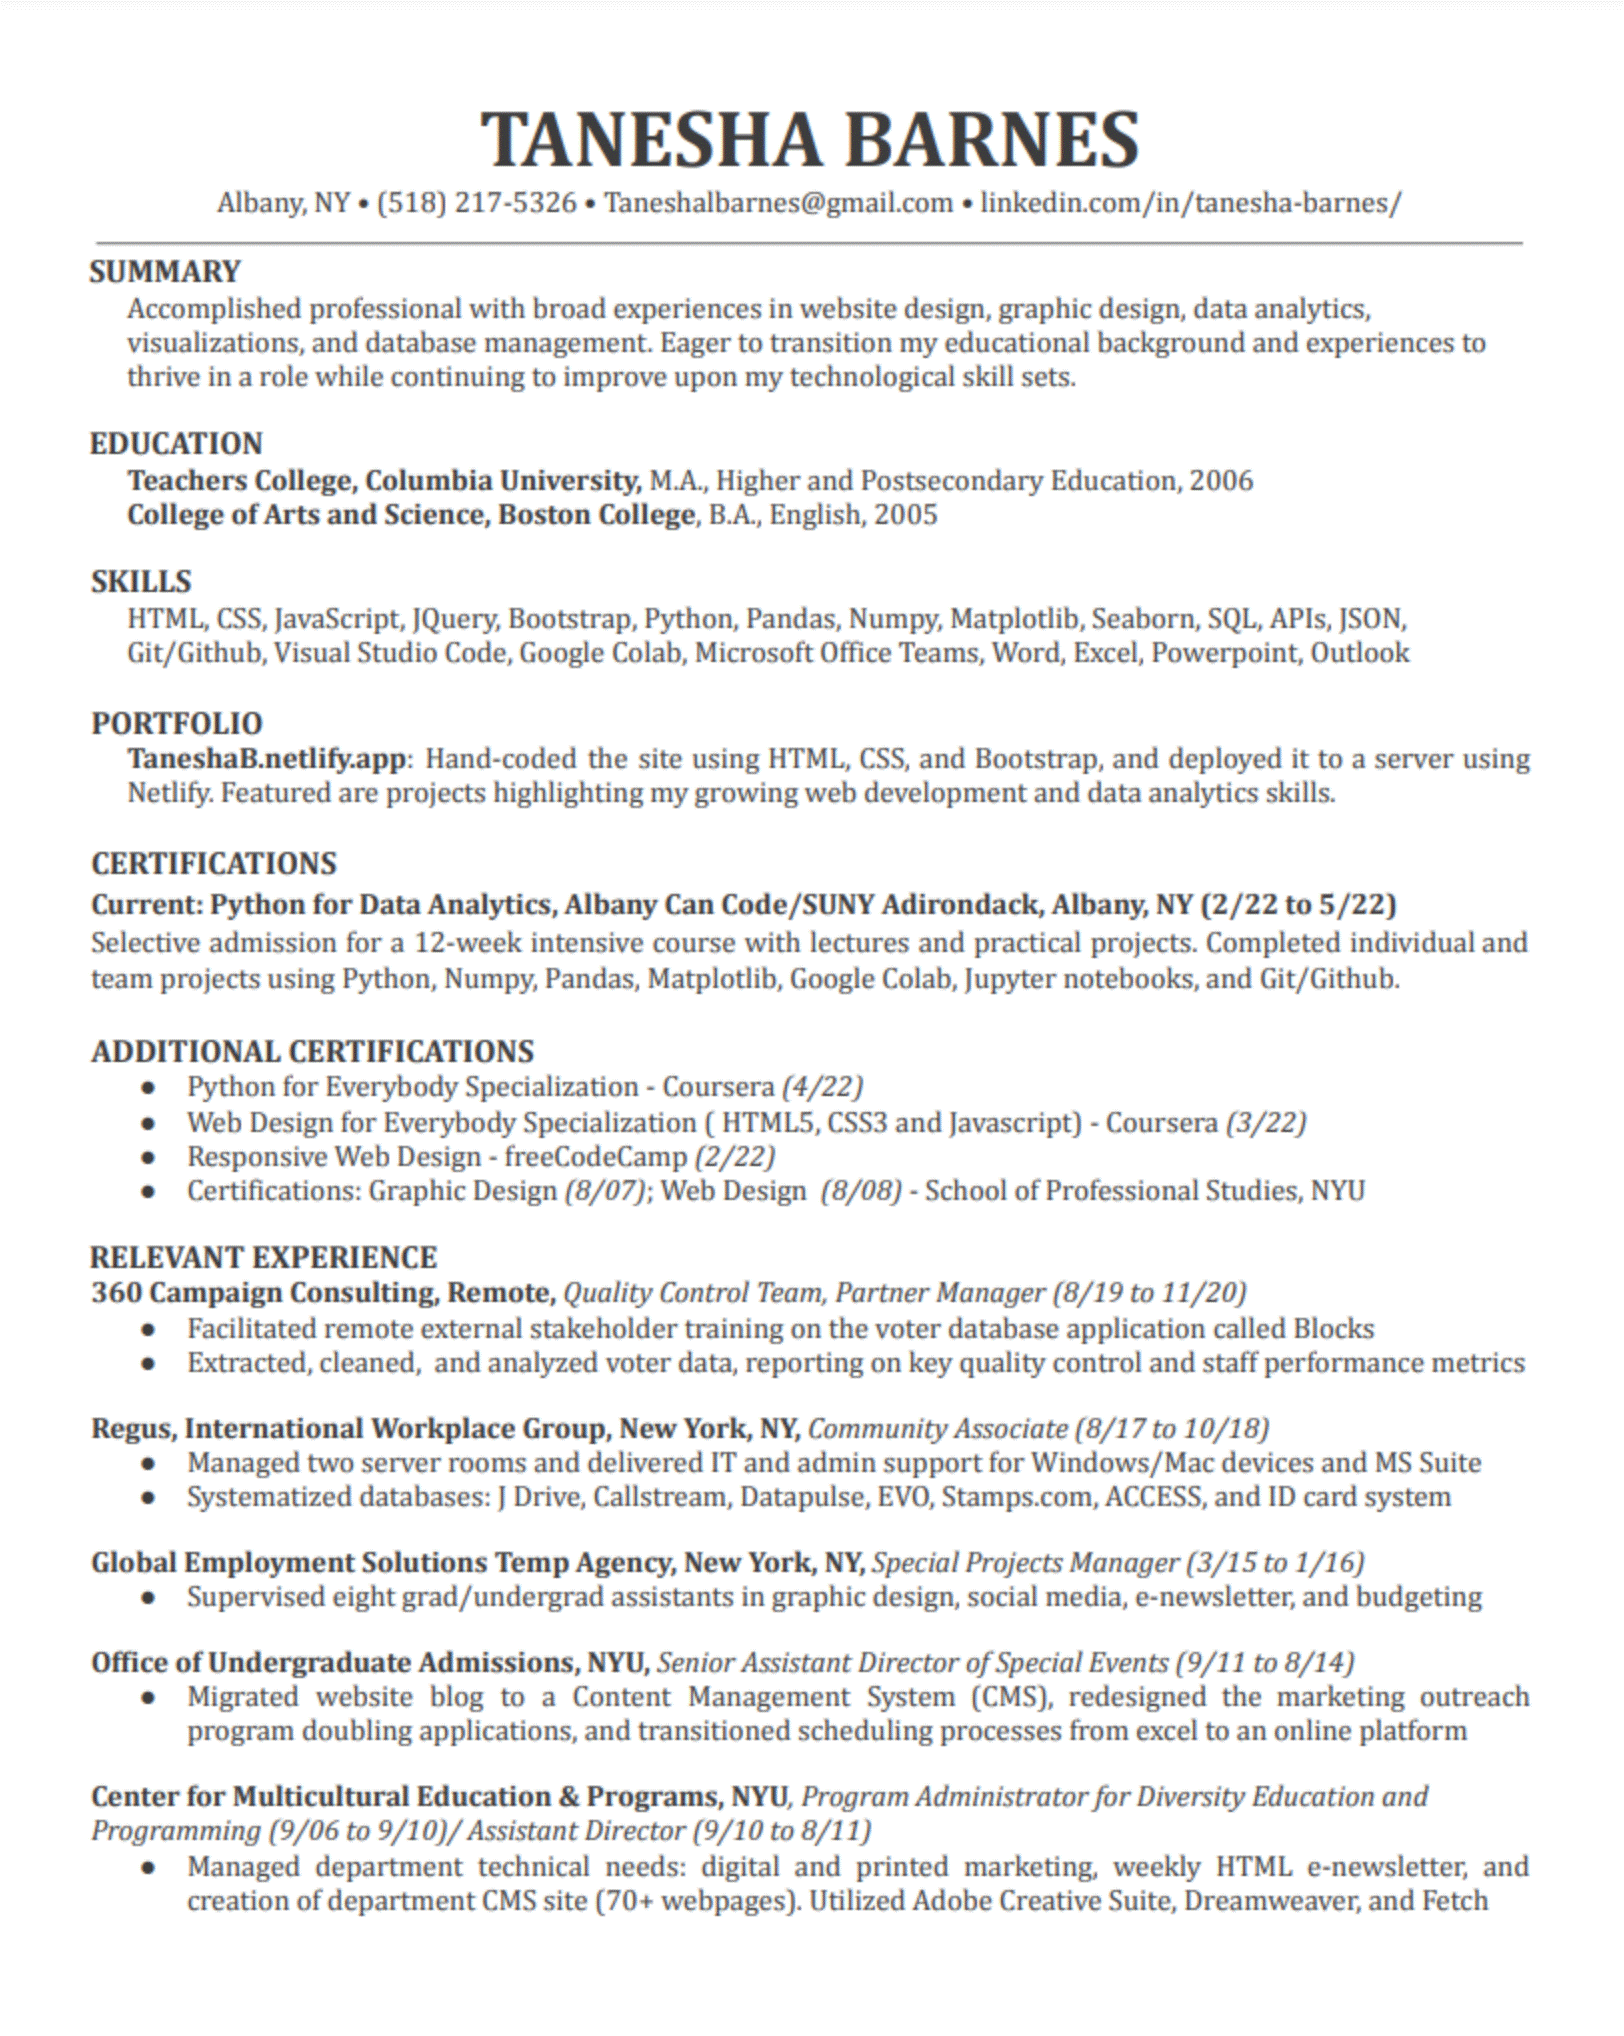 TANESHA BARNES
Albany, NY • (518) 217-5326 • Taneshalbarnes@gmail.com • linkedin.com/in/tanesha-barnes/
SUMMARY
Accomplished professional with broad experiences in website design, graphic design, data analytics,
visualizations, and database management. Eager to transition my educational background and experiences to
thrive in a role while continuing to improve upon my technological skill sets.
EDUCATION
Teachers College, Columbia University, M.A., Higher and Postsecondary Education, 2006
College of Arts and Science, Boston College, B.A., English, 2005
SKILLS
HTML, CSS, JavaScript, JQuery, Bootstrap, Python, Pandas, Numpy, Matplotlib, Seaborn, SQL, APIs, JSON,
Git/Github, Visual Studio Code, Google Colab, Microsoft Office Teams, Word, Excel, Powerpoint, Outlook
PORTFOLIO
TaneshaB.netlify.app: Hand-coded the site using HTML, CSS, and Bootstrap, and deployed it to a server using
Netlify. Featured are projects highlighting my growing web development and data analytics skills.
CERTIFICATIONS
Current: Python for Data Analytics, Albany Can Code/SUNY Adirondack, Albany, NY (2/22 to 5/22)
Selective admission for a 12-week intensive course with lectures and practical projects. Completed individual and
team projects using Python, Numpy, Pandas, Matplotlib, Google Colab, Jupyter notebooks, and Git/Github.
ADDITIONAL CERTIFICATIONS
● Python for Everybody Specialization - Coursera (4/22)
● Web Design for Everybody Specialization ( HTML5, CSS3 and Javascript) - Coursera (3/22)
● Responsive Web Design - freeCodeCamp (2/22)
● Certifications: Graphic Design (8/07); Web Design (8/08) - School of Professional Studies, NYU
RELEVANT EXPERIENCE
360 Campaign Consulting, Remote, Quality Control Team, Partner Manager (8/19 to 11/20)
● Facilitated remote external stakeholder training on the voter database application called Blocks
● Extracted, cleaned, and analyzed voter data, reporting on key quality control and staff performance metrics
Regus, International Workplace Group, New York, NY, Community Associate (8/17 to 10/18)
● Managed two server rooms and delivered IT and admin support for Windows/Mac devices and MS Suite
● Systematized databases: J Drive, Callstream, Datapulse, EVO, Stamps.com, ACCESS, and ID card system
Global Employment Solutions Temp Agency, New York, NY, Special Projects Manager (3/15 to 1/16)
● Supervised eight grad/undergrad assistants in graphic design, social media, e-newsletter, and budgeting
Office of Undergraduate Admissions, NYU, Senior Assistant Director of Special Events (9/11 to 8/14)
● Migrated website blog to a Content Management System (CMS), redesigned the marketing outreach
program doubling applications, and transitioned scheduling processes from excel to an online platform
Center for Multicultural Education & Programs, NYU, Program Administrator for Diversity Education and
Programming (9/06 to 9/10)/ Assistant Director (9/10 to 8/11)
● Managed department technical needs: digital and printed marketing, weekly HTML e-newsletter, and
creation of department CMS site (70+ webpages). Utilized Adobe Creative Suite, Dreamweaver, and Fetch